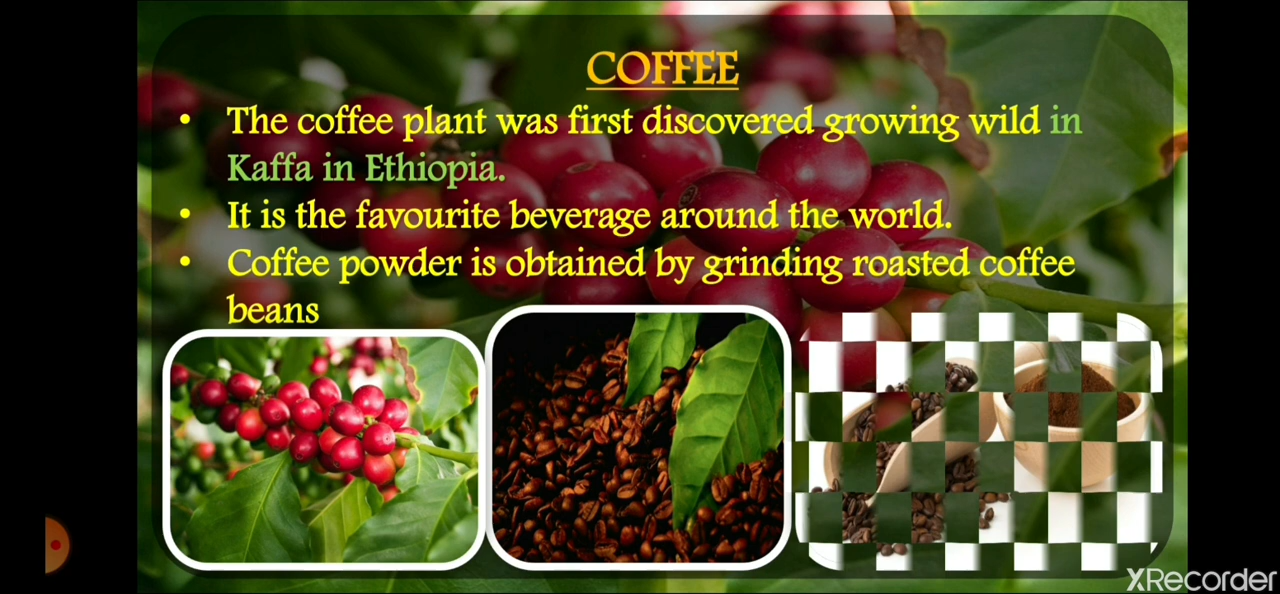 COFFEE
• The coffee plant was first discovered growing wild in
Kaffa in Ethiopia.
• It is the favourite beverage around the world.
• Coffee powder is obtained by grinding roasted coffee
beans
XRecorder